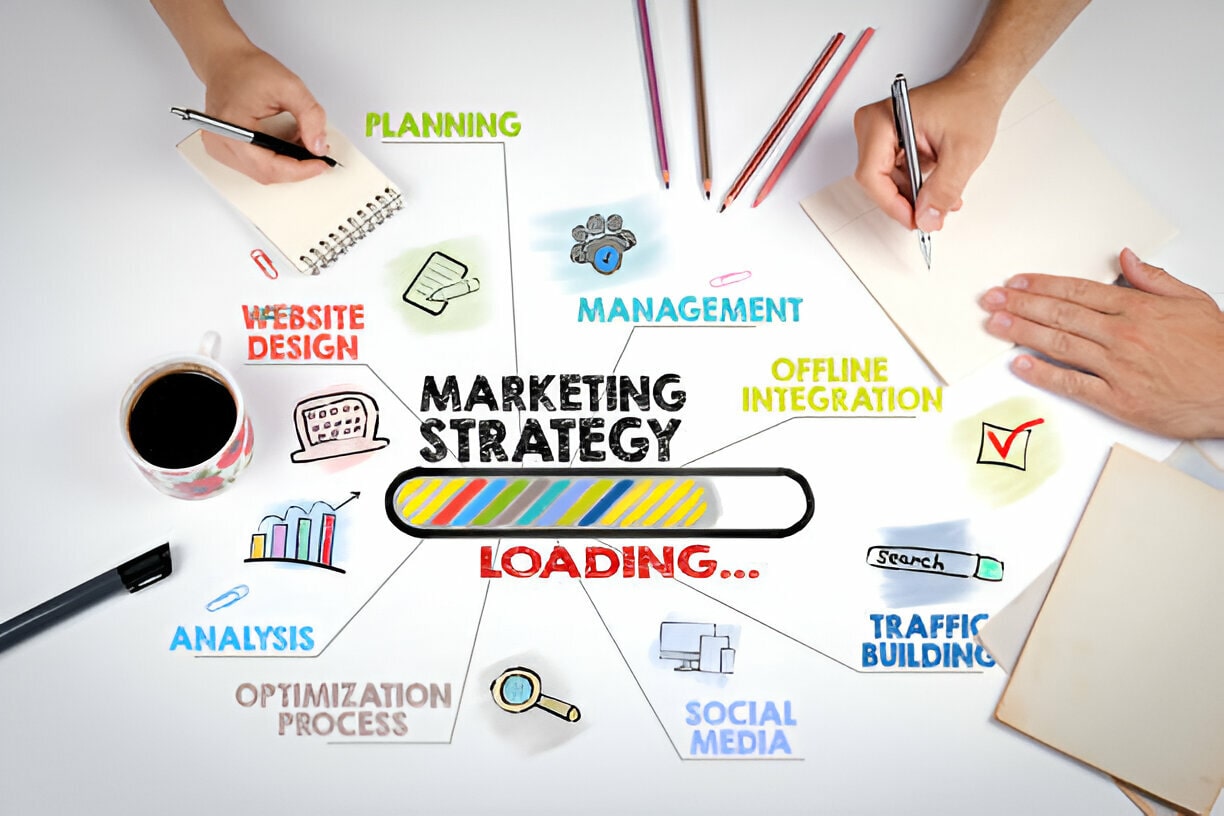 PLANNING
MANAGEMENT
WEBSITE
DESIGN
OFFLINE
INTEGRATION
MARKETING
STRATEGY
LOADING...
search
ANALYSIS
TRAFFIC
BUILDING
OPTIMIZATION
PROCESS
SOCIAL
MEDIA